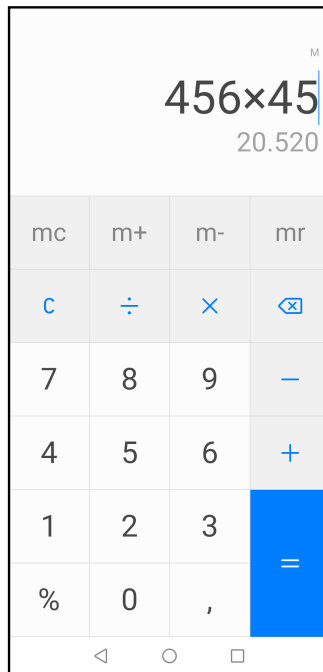 M
456×45
20.520
mc m+ m- mr
C ÷ ×
7 8 9 −
4 5 6 +
1 2 3
% 0 , =